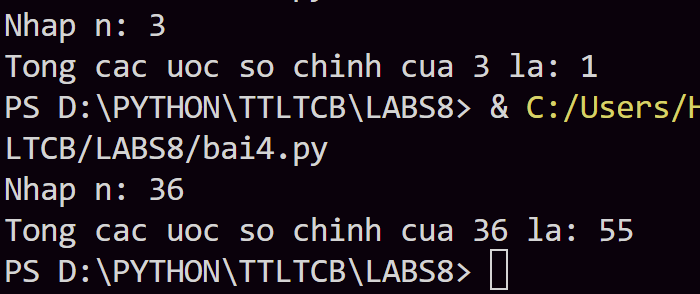 Nhap n: 3
Tong cac uoc so chinh cua 3 la: 1
PS D:\PYTHON\TTLTCB\LABS8> & C:/Users/H
LTCB/LABS8/bai4.py
Nhap n: 36
Tong cac uoc so chinh cua 36 la: 55
PS D:\PYTHON\TTLTCB\LABS8>